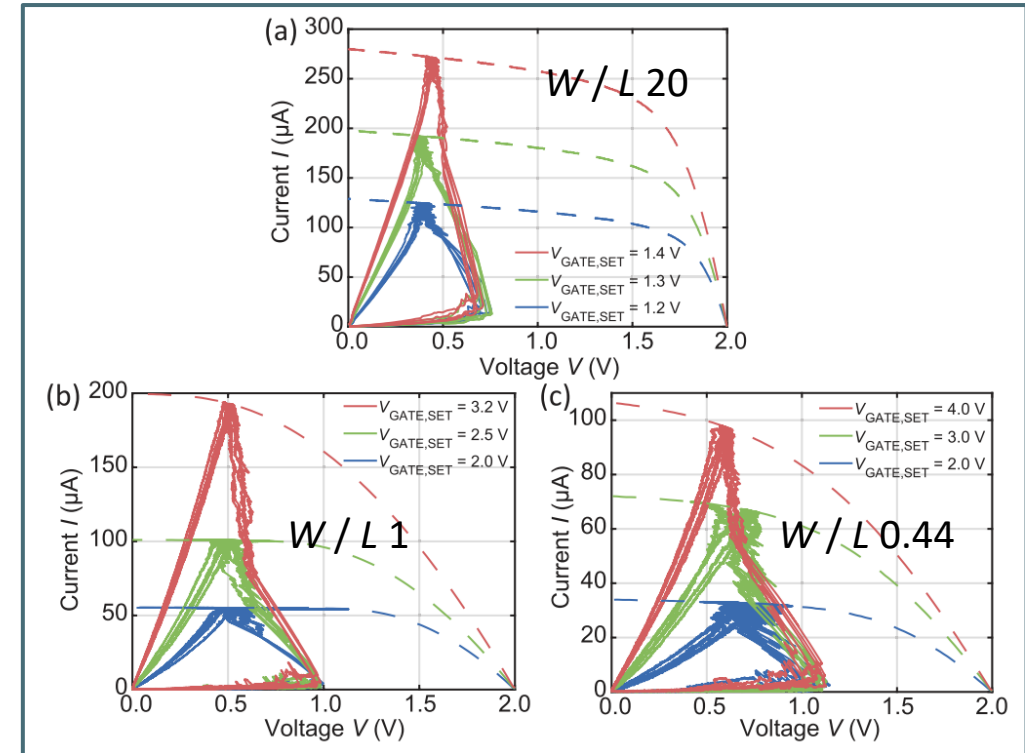 (a)
300
250
200
150
100
50
0
Current I (μA)
W / L 20
V_GATE,SET = 1.4 V
V_GATE,SET = 1.3 V
V_GATE,SET = 1.2 V
0.0 0.5 1.0 1.5 2.0
Voltage V (V)
(b)
200
150
100
50
0
Current I (μA)
V_GATE,SET = 3.2 V
V_GATE,SET = 2.5 V
V_GATE,SET = 2.0 V
W / L 1
0.0 0.5 1.0 1.5 2.0
Voltage V (V)
(c)
100
80
60
40
20
0
Current I (μA)
V_GATE,SET = 4.0 V
V_GATE,SET = 3.0 V
V_GATE,SET = 2.0 V
W / L 0.44
0.0 0.5 1.0 1.5 2.0
Voltage V (V)